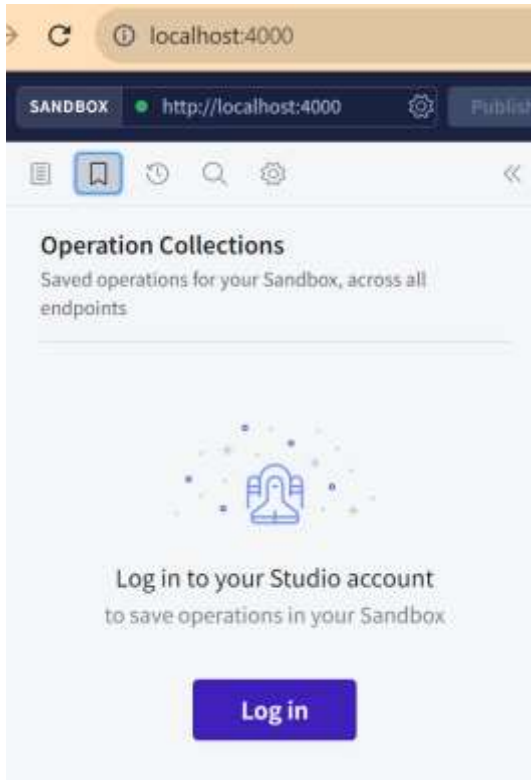 localhost:4000
SANDBOX http://localhost:4000 Publish
Operation Collections
Saved operations for your Sandbox, across all
endpoints
Log in to your Studio account
to save operations in your Sandbox
Log in